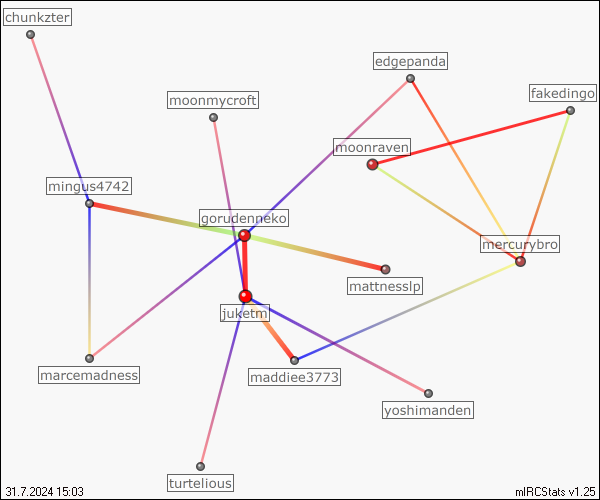 chunkzter
edgepanda
fakedingo
moonmycroft
moonraven
mingus4742
gorudenneko
mercurybro
mattnesslp
juketm
marcemadness
maddiee3773
yoshimanden
turtelious
31.7.2024 15:03
mIRCStats v1.25